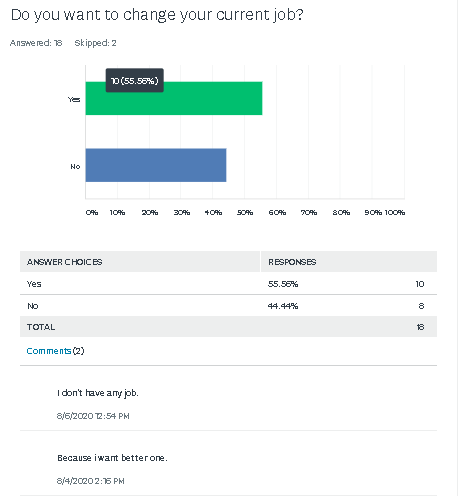 Do you want to change your current job?
Answered: 18 Skipped: 2
10 (55.56%)
Yes
No
0% 10% 20% 30% 40% 50% 60% 70% 80% 90% 100%
ANSWER CHOICES RESPONSES
Yes 55.56% 10
No 44.44% 8
TOTAL 18
Comments (2)
I don't have any job.
8/6/2020 12:54 PM
Because i want better one.
8/4/2020 2:16 PM